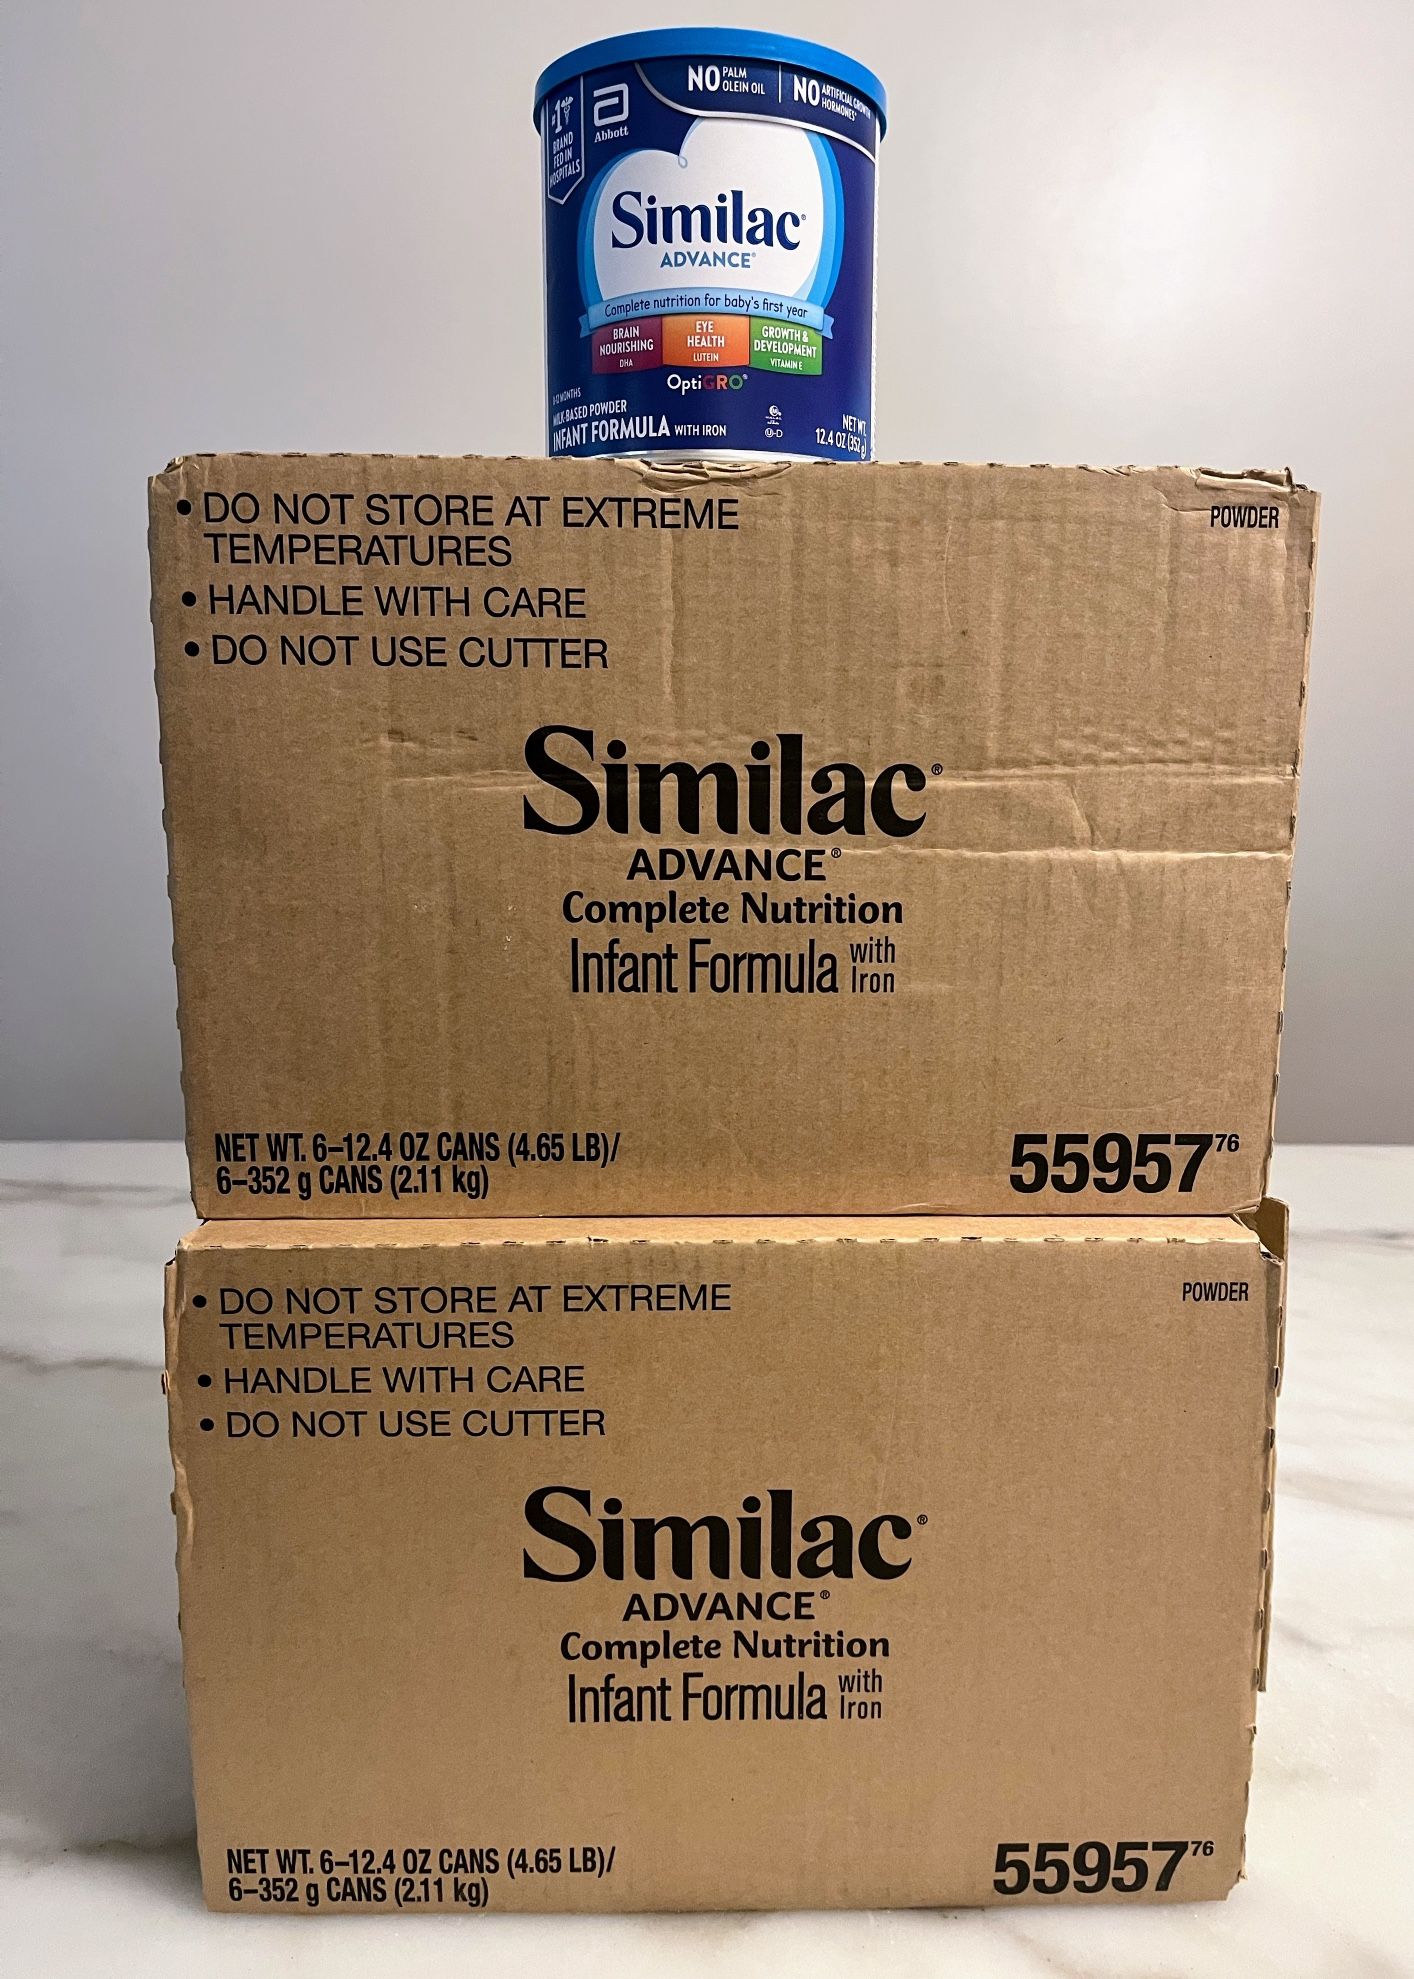 NO PALM
OLEIN OIL
NO ARTIFICIAL GROWTH
HORMONES*
#1
BRAND
FED IN
HOSPITALS
Abbott
Similac®
ADVANCE®
Complete nutrition for baby's first year
BRAIN
NOURISHING
DHA
EYE
HEALTH
LUTEIN
GROWTH &
DEVELOPMENT
VITAMIN E
OptiGRO®
0-12 MONTHS
MILK-BASED POWDER
INFANT FORMULA WITH IRON
U-D
NET WT.
12.4 OZ (352 g)
• DO NOT STORE AT EXTREME
TEMPERATURES
• HANDLE WITH CARE
• DO NOT USE CUTTER
POWDER
Similac®
ADVANCE®
Complete Nutrition
Infant Formula with
Iron
NET WT. 6–12.4 OZ CANS (4.65 LB)/
6–352 g CANS (2.11 kg)
55957 76
• DO NOT STORE AT EXTREME
TEMPERATURES
• HANDLE WITH CARE
• DO NOT USE CUTTER
POWDER
Similac®
ADVANCE®
Complete Nutrition
Infant Formula with
Iron
NET WT. 6–12.4 OZ CANS (4.65 LB)/
6–352 g CANS (2.11 kg)
55957 76